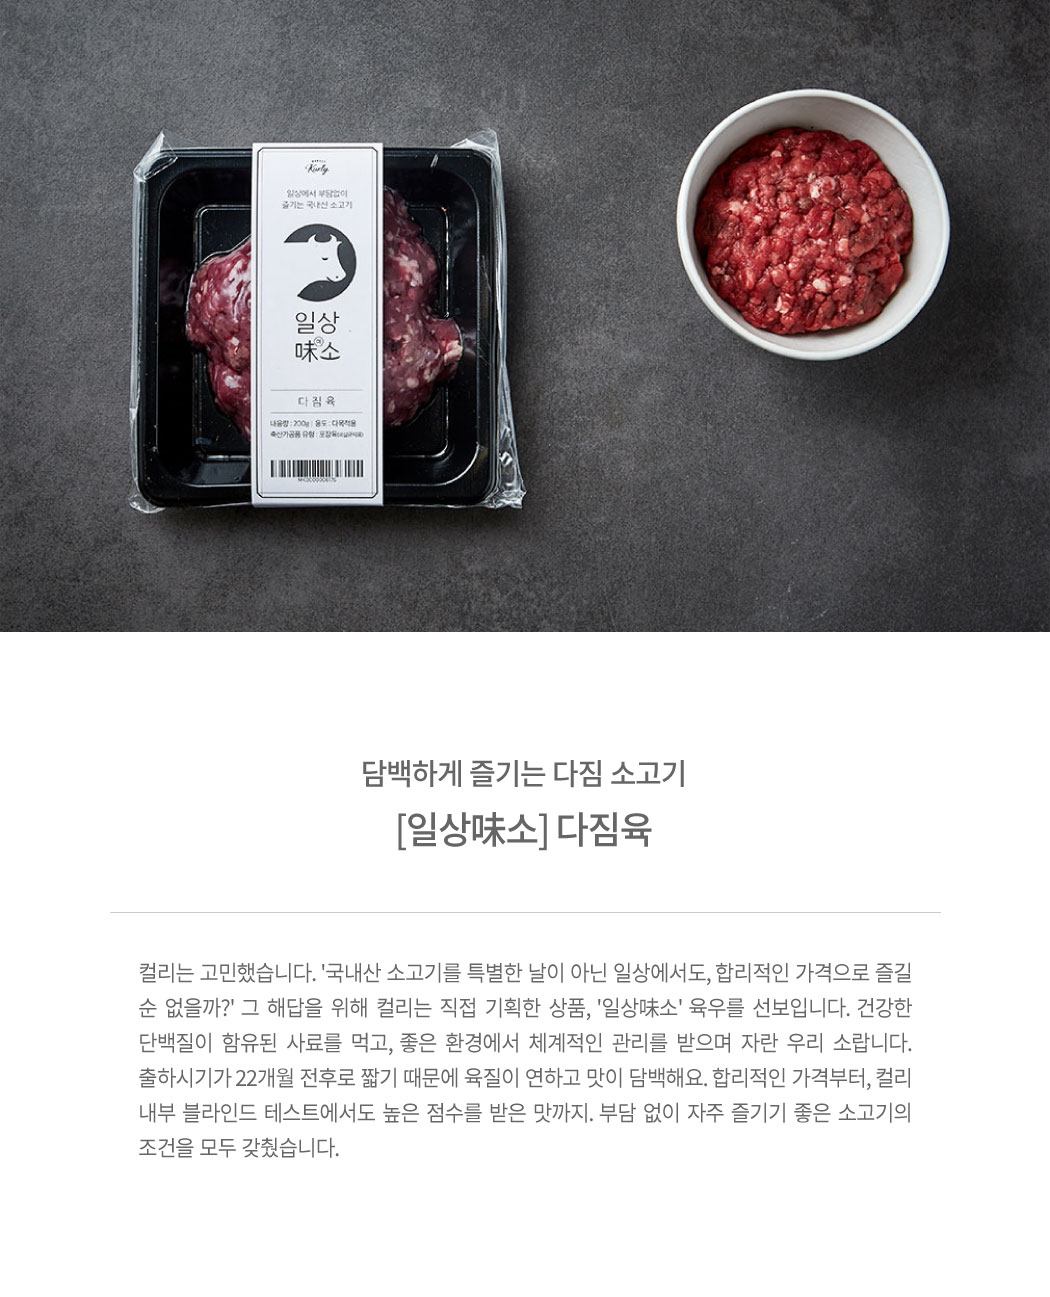 Kurly
일상에서 부담없이
즐기는 국내산 소고기
일상
味소
다 짐 육
내용량 : 200g | 용도 : 다목적용
축산가공품 유형 : 포장육
담백하게 즐기는 다짐 소고기
[일상味소] 다짐육
컬리는 고민했습니다. '국내산 소고기를 특별한 날이 아닌 일상에서도, 합리적인 가격으로 즐길
순 없을까?' 그 해답을 위해 컬리는 직접 기획한 상품, '일상味소' 육우를 선보입니다. 건강한
단백질이 함유된 사료를 먹고, 좋은 환경에서 체계적인 관리를 받으며 자란 우리 소랍니다.
출하시기가 22개월 전후로 짧기 때문에 육질이 연하고 맛이 담백해요. 합리적인 가격부터, 컬리
내부 블라인드 테스트에서도 높은 점수를 받은 맛까지. 부담 없이 자주 즐기기 좋은 소고기의
조건을 모두 갖췄습니다.